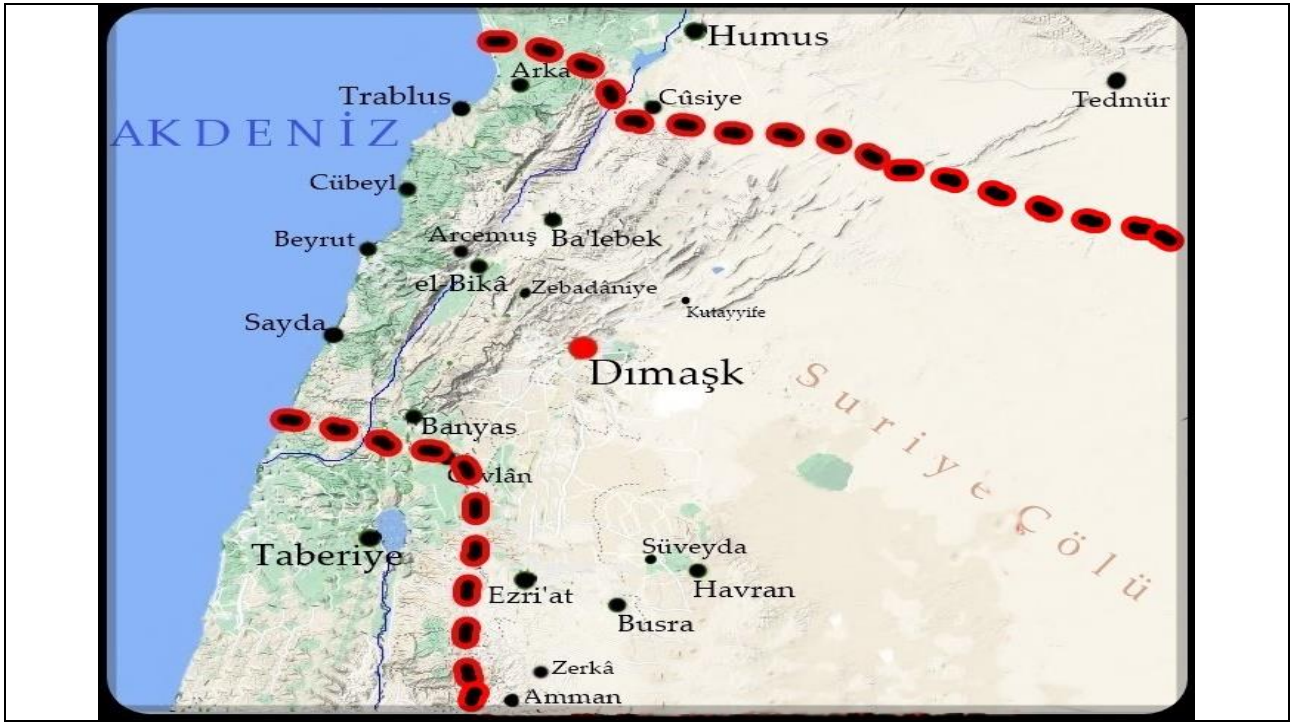 Humus
Arka
Trablus
Cûsiye
Tedmür
AKDENİZ
Cübeyl
Beyrut
Arcemuş
Ba'lebek
el-Bikâ
Zebadâniye
Kutayyife
Sayda
Dımaşk
Suriye Çölü
Banyas
Taberiye
Süveyda
Ezri'at
Havran
Busra
Zerkâ
Amman